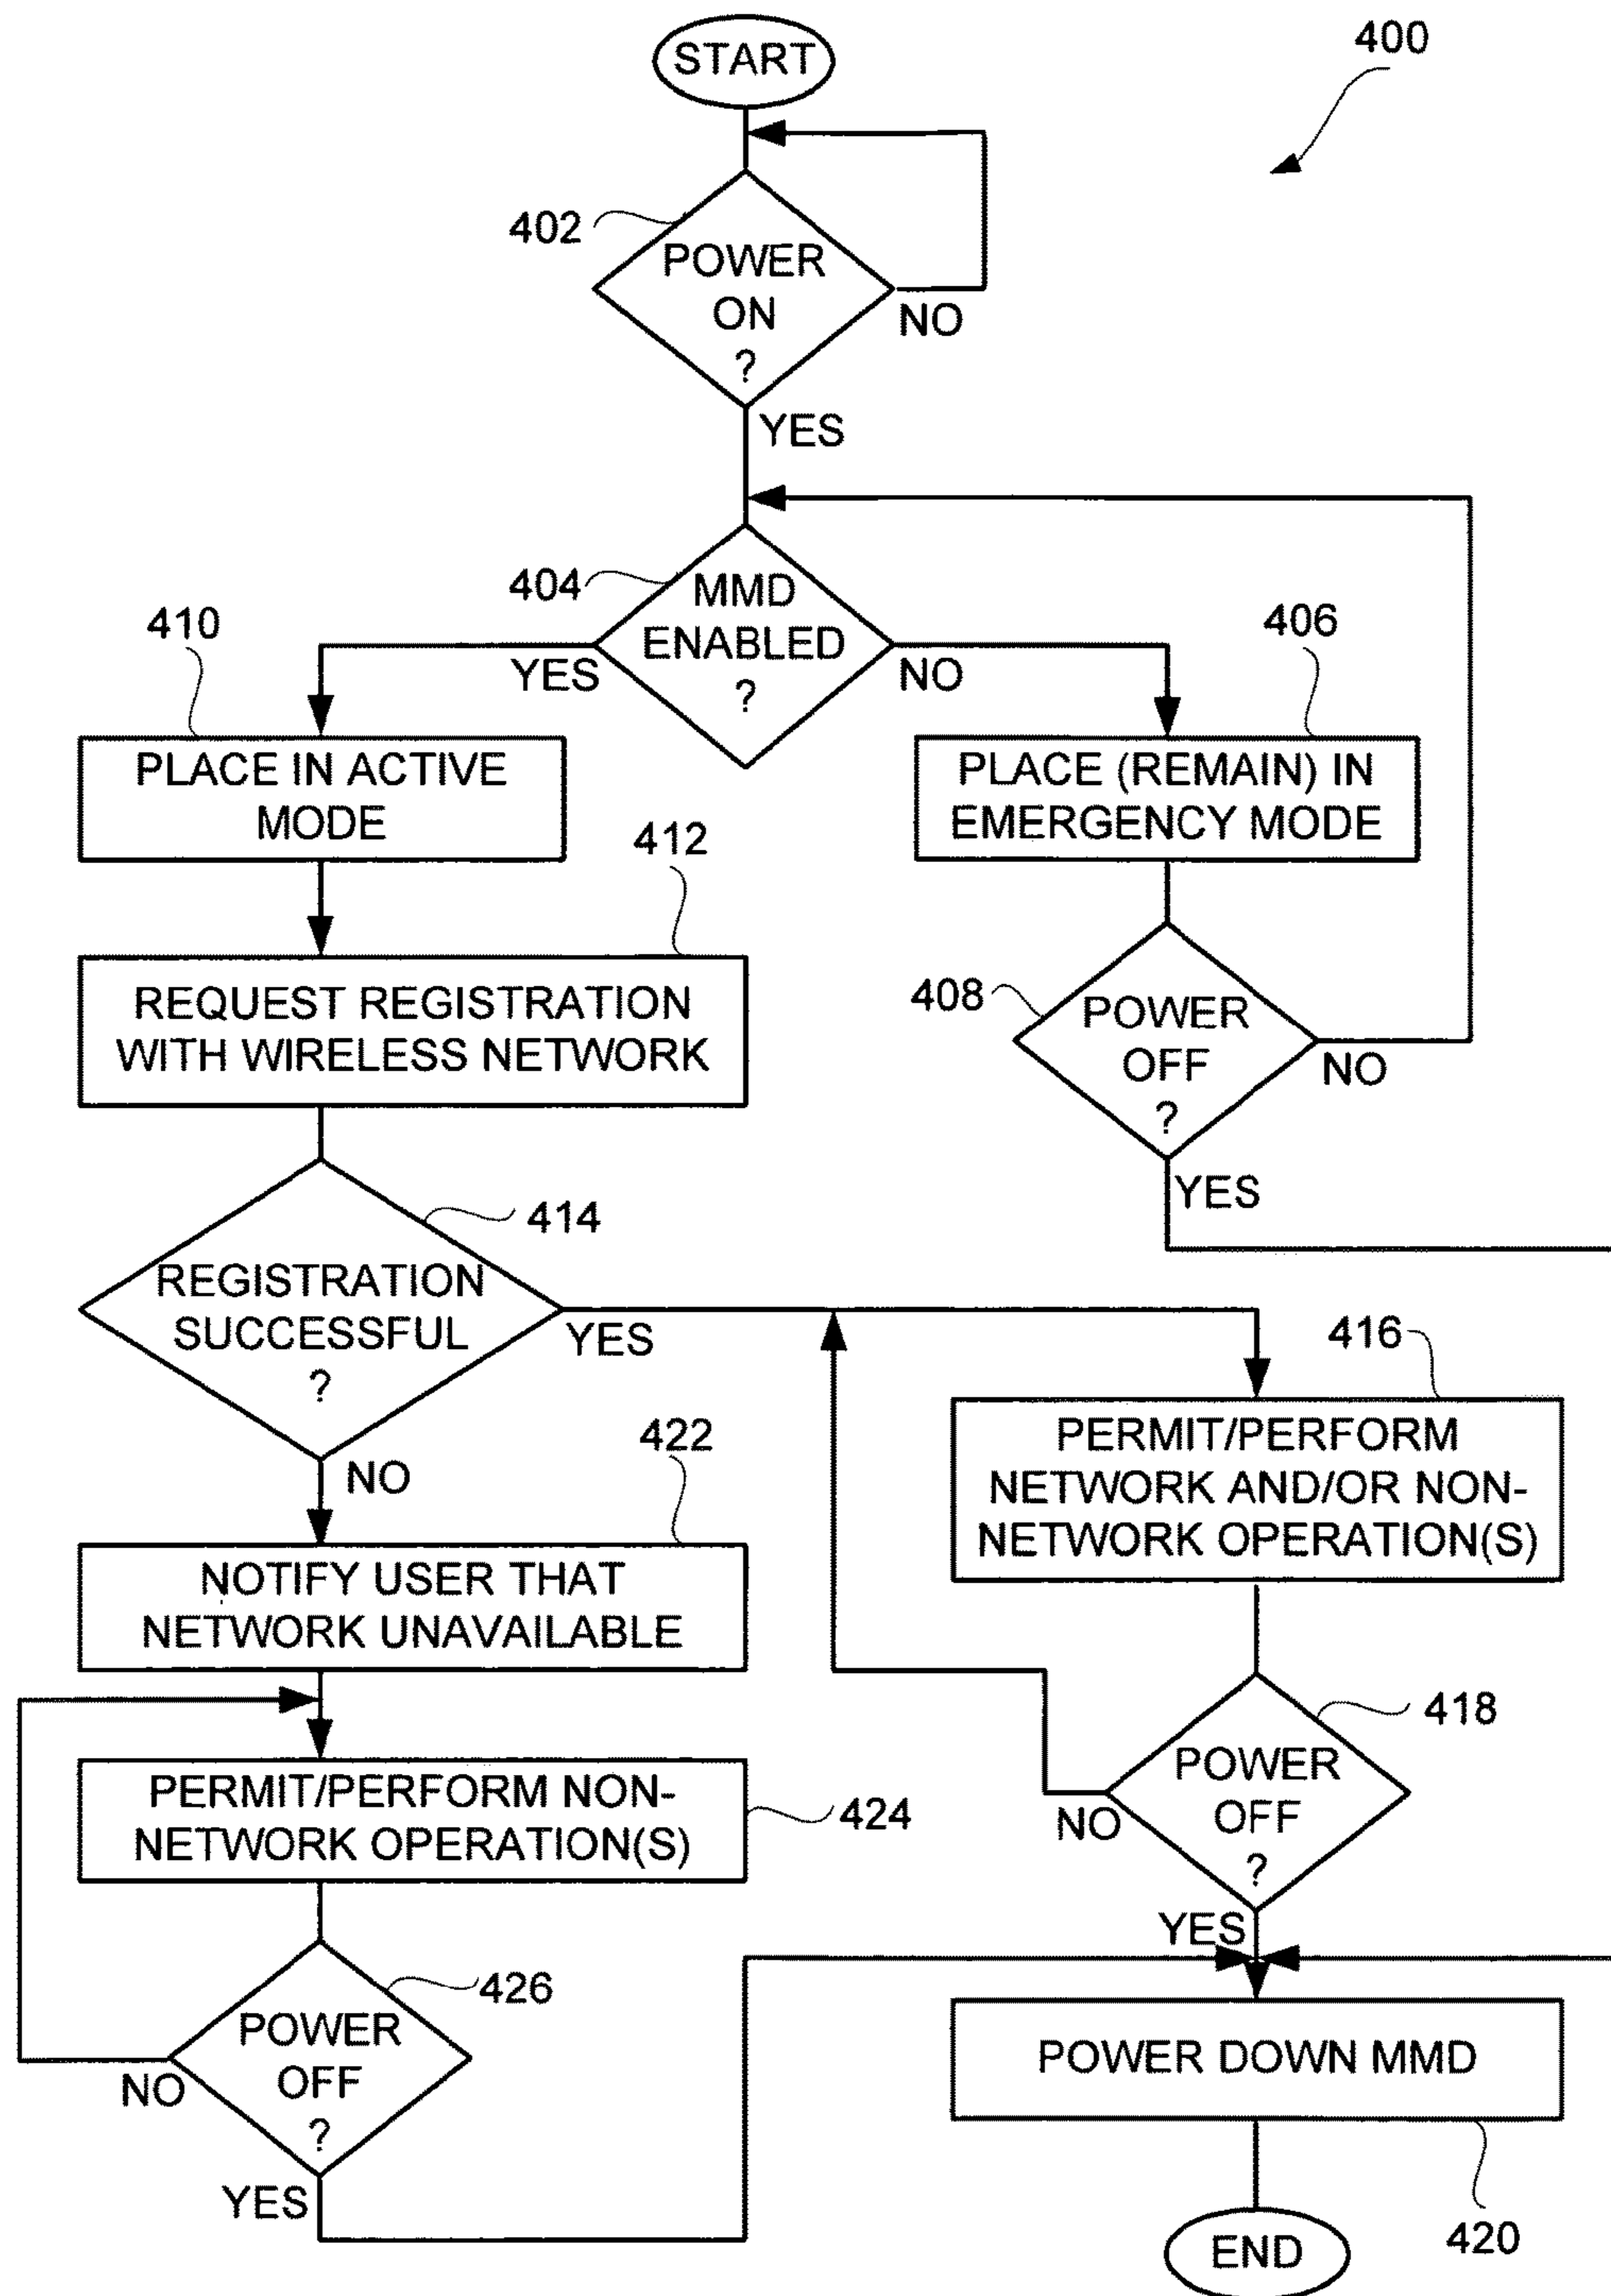 START
400
402
POWER
ON
?
NO
YES
404
MMD
ENABLED
?
YES
NO
410
406
PLACE IN ACTIVE
MODE
PLACE (REMAIN) IN
EMERGENCY MODE
412
REQUEST REGISTRATION
WITH WIRELESS NETWORK
408
POWER
OFF
?
NO
YES
414
REGISTRATION
SUCCESSFUL
?
YES
NO
416
PERMIT/PERFORM
NETWORK AND/OR NON-
NETWORK OPERATION(S)
422
NOTIFY USER THAT
NETWORK UNAVAILABLE
418
POWER
OFF
?
NO
YES
PERMIT/PERFORM NON-
NETWORK OPERATION(S)
424
426
POWER
OFF
?
NO
YES
POWER DOWN MMD
420
END